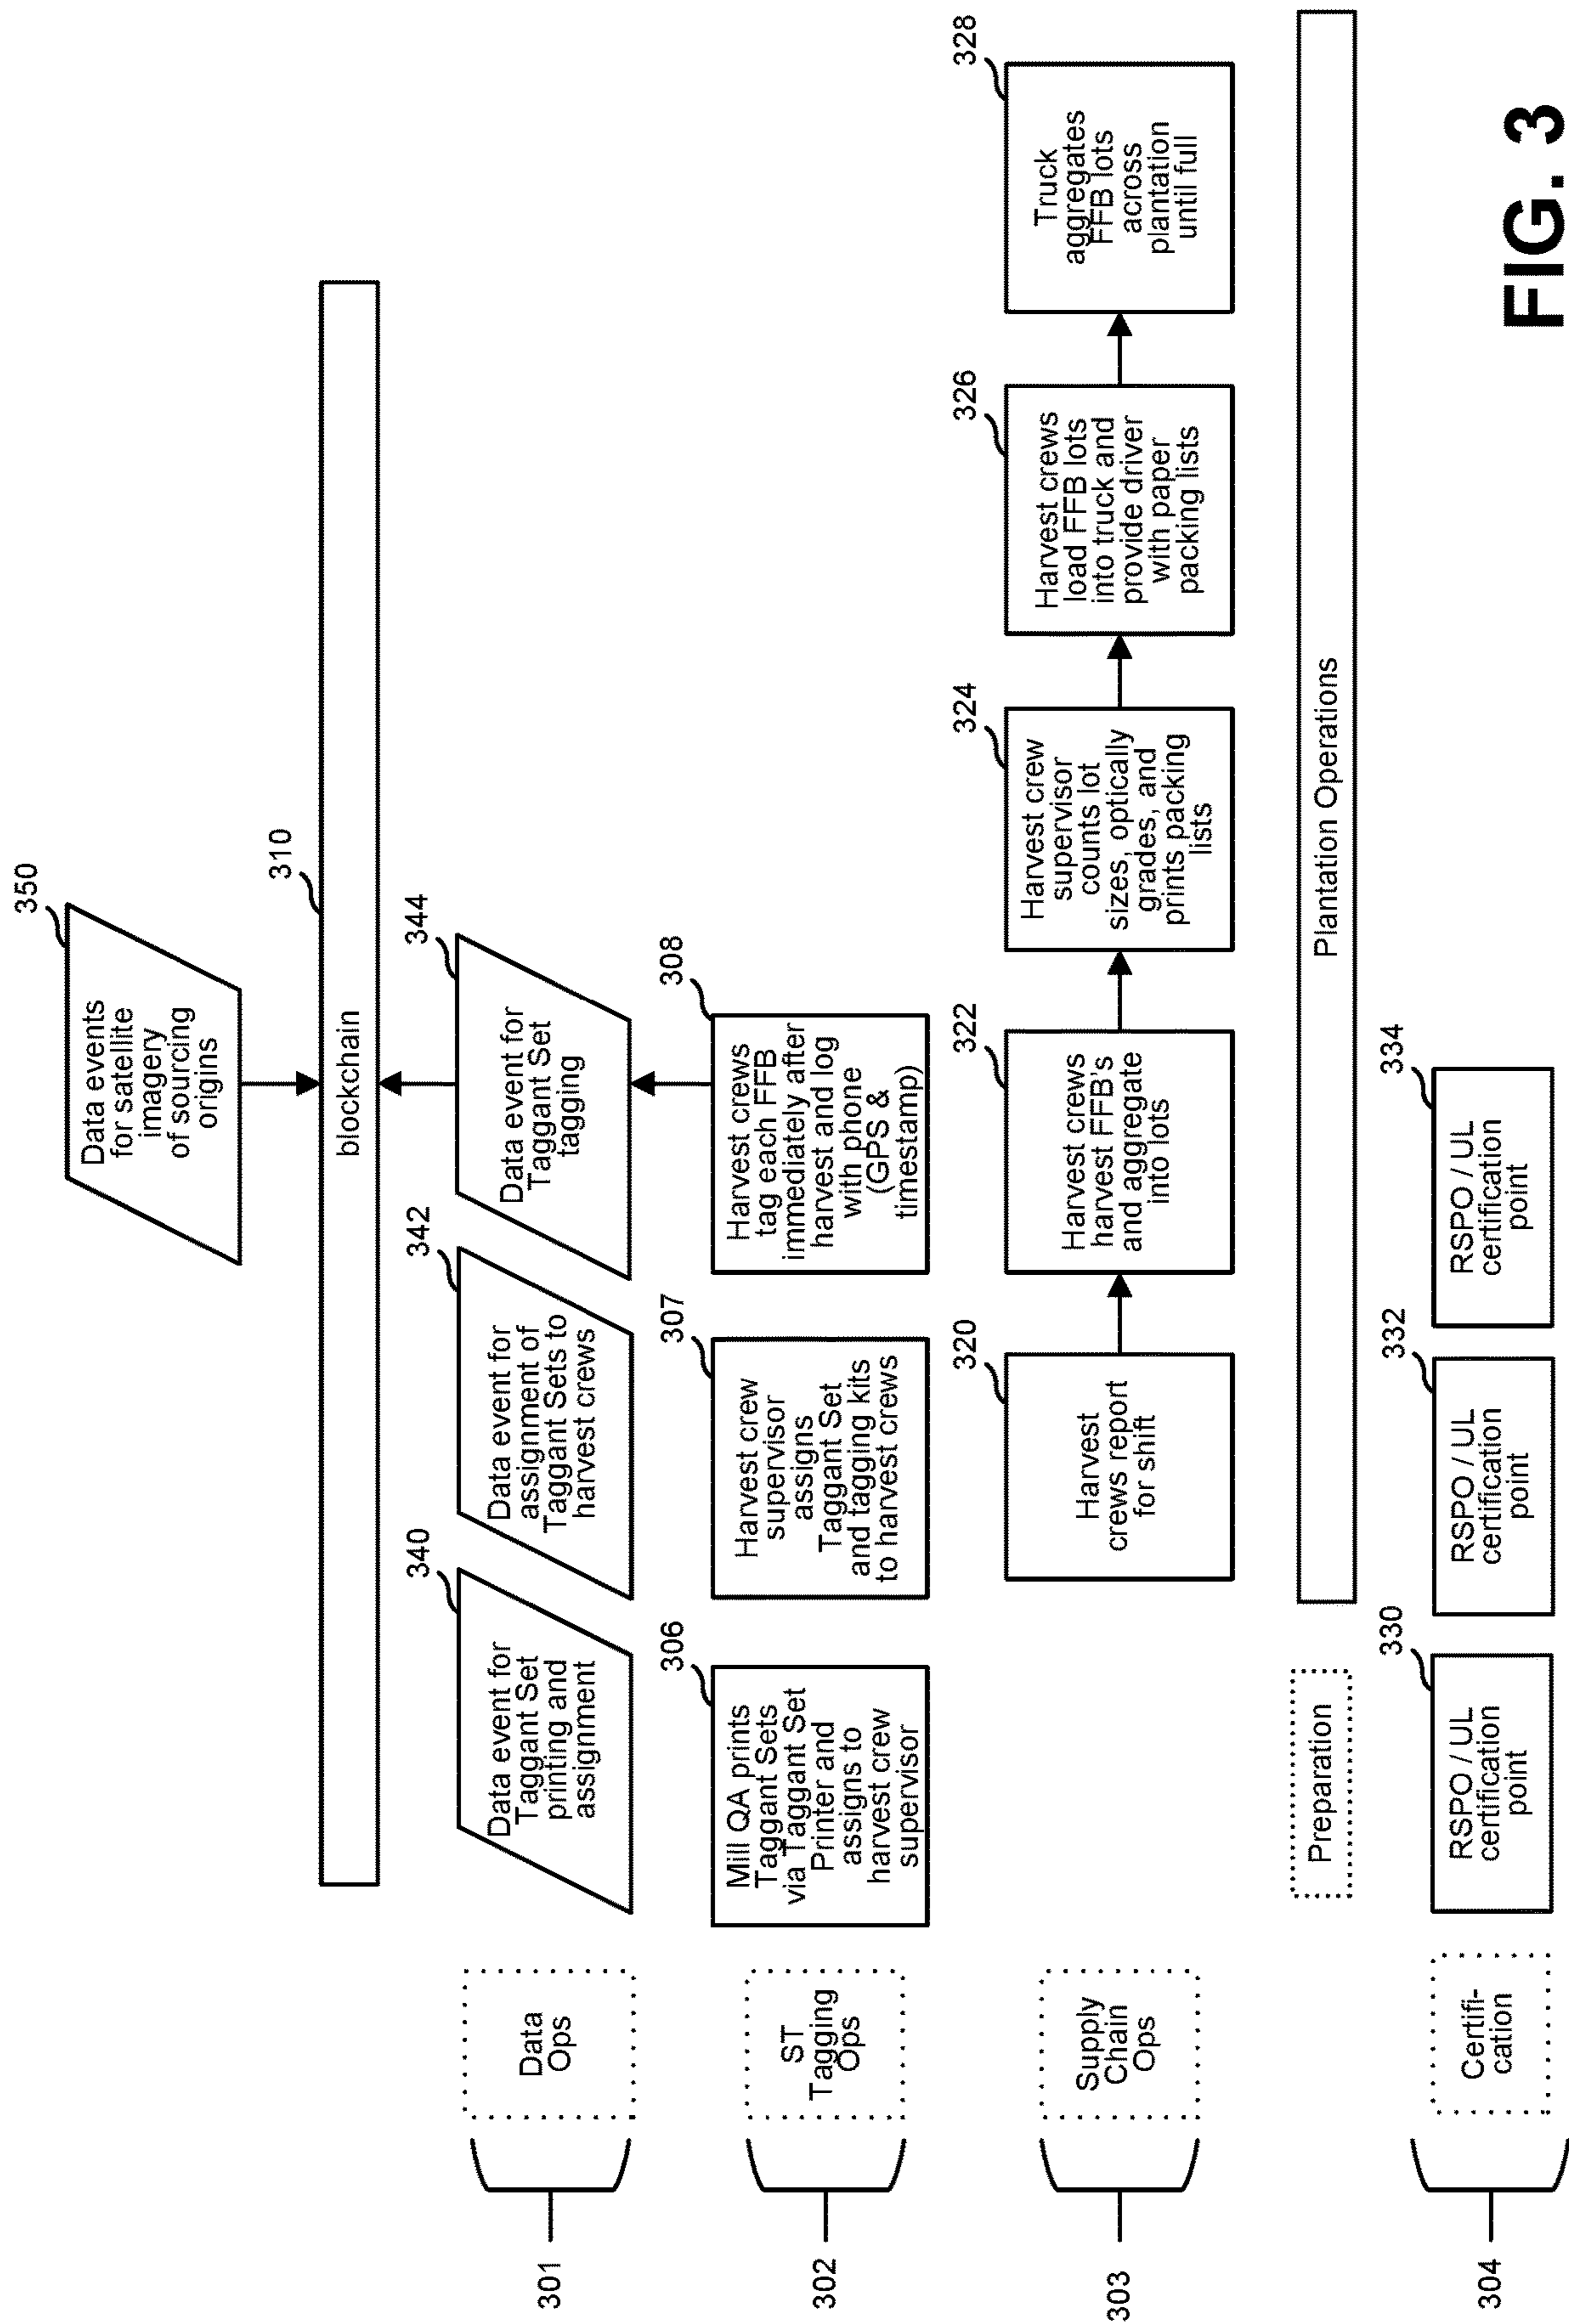 350
Data events
for satellite
imagery
of sourcing
origins
310
blockchain
301
Data
Ops
340
Data event for
Taggant Set
printing and
assignment
342
Data event for
assignment of
Taggant Sets to
harvest crews
344
Data event for
Taggant Set
tagging
302
ST
Tagging
Ops
306
Mill QA prints
Taggant Sets
via Taggant Set
Printer and
assigns to
harvest crew
supervisor
307
Harvest crew
supervisor
assigns
Taggant Set
and tagging kits
to harvest crews
308
Harvest crews
tag each FFB
immediately after
harvest and log
with phone
(GPS &
timestamp)
303
Supply
Chain
Ops
320
Harvest
crews report
for shift
322
Harvest crews
harvest FFB's
and aggregate
into lots
324
Harvest crew
supervisor
counts lot
sizes, optically
grades, and
prints packing
lists
326
Harvest crews
load FFB lots
into truck and
provide driver
with paper
packing lists
328
Truck
aggregates
FFB lots
across
plantation
until full
Preparation
Plantation Operations
304
Certifi-
cation
330
RSPO / UL
certification
point
332
RSPO / UL
certification
point
334
RSPO / UL
certification
point
FIG. 3